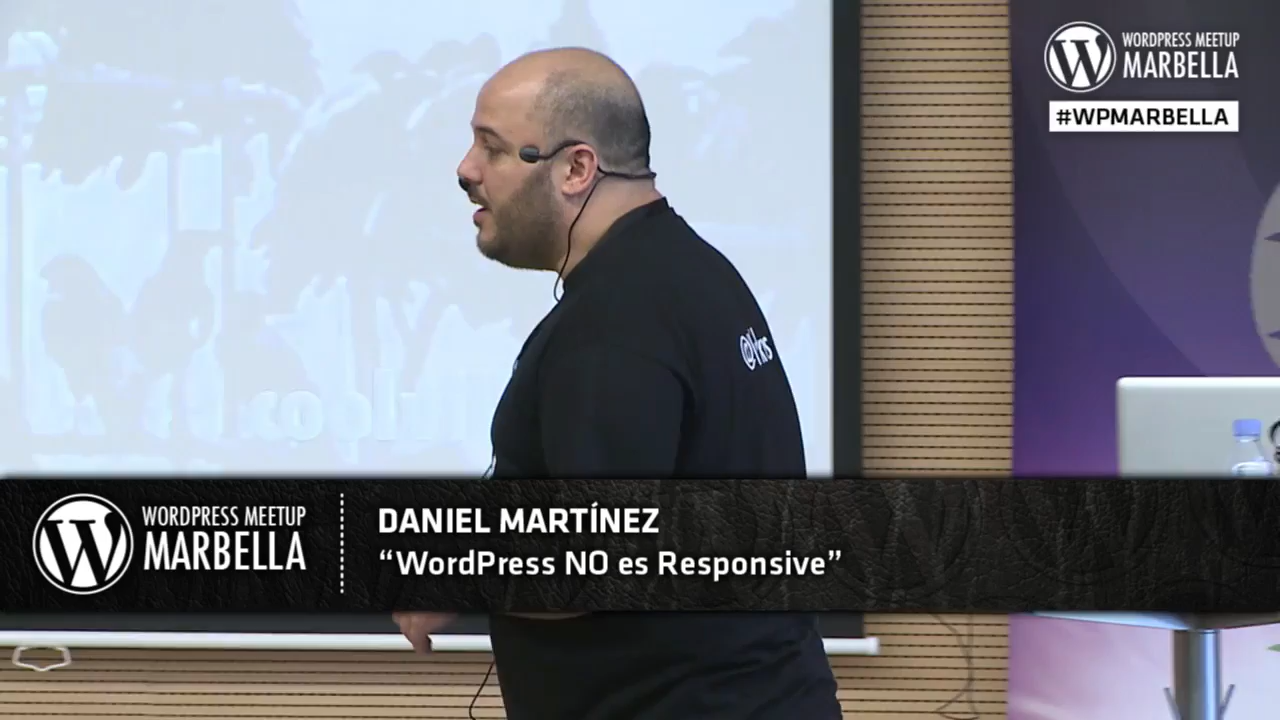 WORDPRESS MEETUP
MARBELLA
#WPMARBELLA
WORDPRESS MEETUP
MARBELLA
DANIEL MARTÍNEZ
“WordPress NO es Responsive”